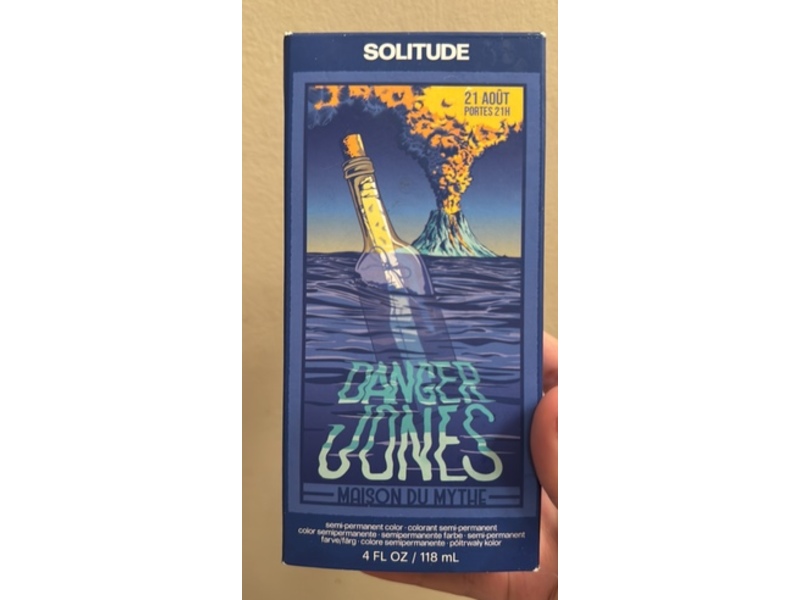 SOLITUDE
21 AOÛT
PORTES 21H
DANGER
JONES
MAISON DU MYTHE
semi-permanent color · colorant semi-permanent
color semipermanente · semipermanente farbe · semi-permanent
farve/färg · colore semipermanente · półtrwały kolor
4 FL OZ / 118 mL